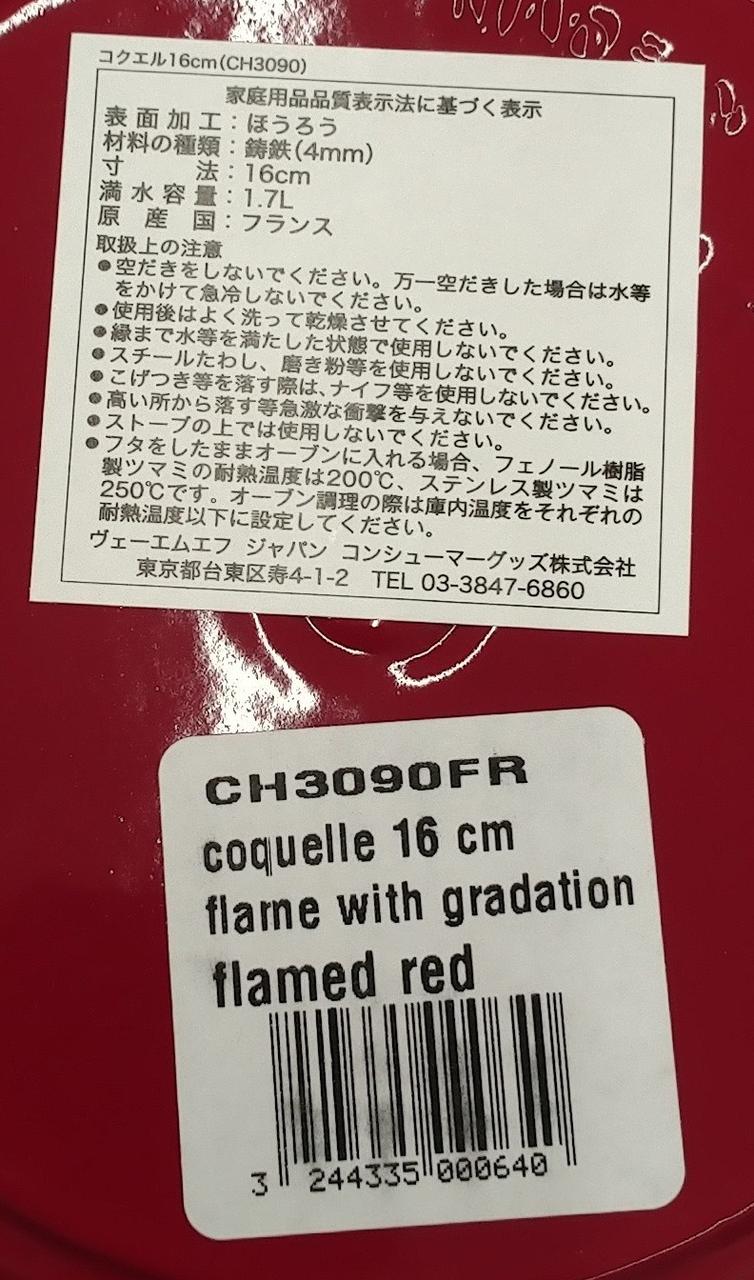 コクエル16cm(CH3090)
家庭用品品質表示法に基づく表示
表面加工：ほうろう
材料の種類：鋳鉄(4mm)
寸法：16cm
満水容量：1.7L
原産国：フランス
取扱上の注意
●空だきをしないでください。万一空だきした場合は水等
をかけて急冷しないでください。
●使用後はよく洗って乾燥させてください。
●縁まで水等を満たした状態で使用しないでください。
●スチールたわし、磨き粉等を使用しないでください。
●こげつき等を落す際は、ナイフ等を使用しないでください。
●高い所から落す等急激な衝撃を与えないでください。
●ストーブの上では使用しないでください。
●フタをしたままオーブンに入れる場合、フェノール樹脂
製ツマミの耐熱温度は200℃、ステンレス製ツマミは
250℃です。オーブン調理の際は庫内温度をそれぞれの
耐熱温度以下に設定してください。
ヴェーエムエフ ジャパン コンシューマーグッズ株式会社
東京都台東区寿4-1-2 TEL 03-3847-6860
CH3090FR
coquelle 16 cm
flame with gradation
flamed red
3 244335 000640